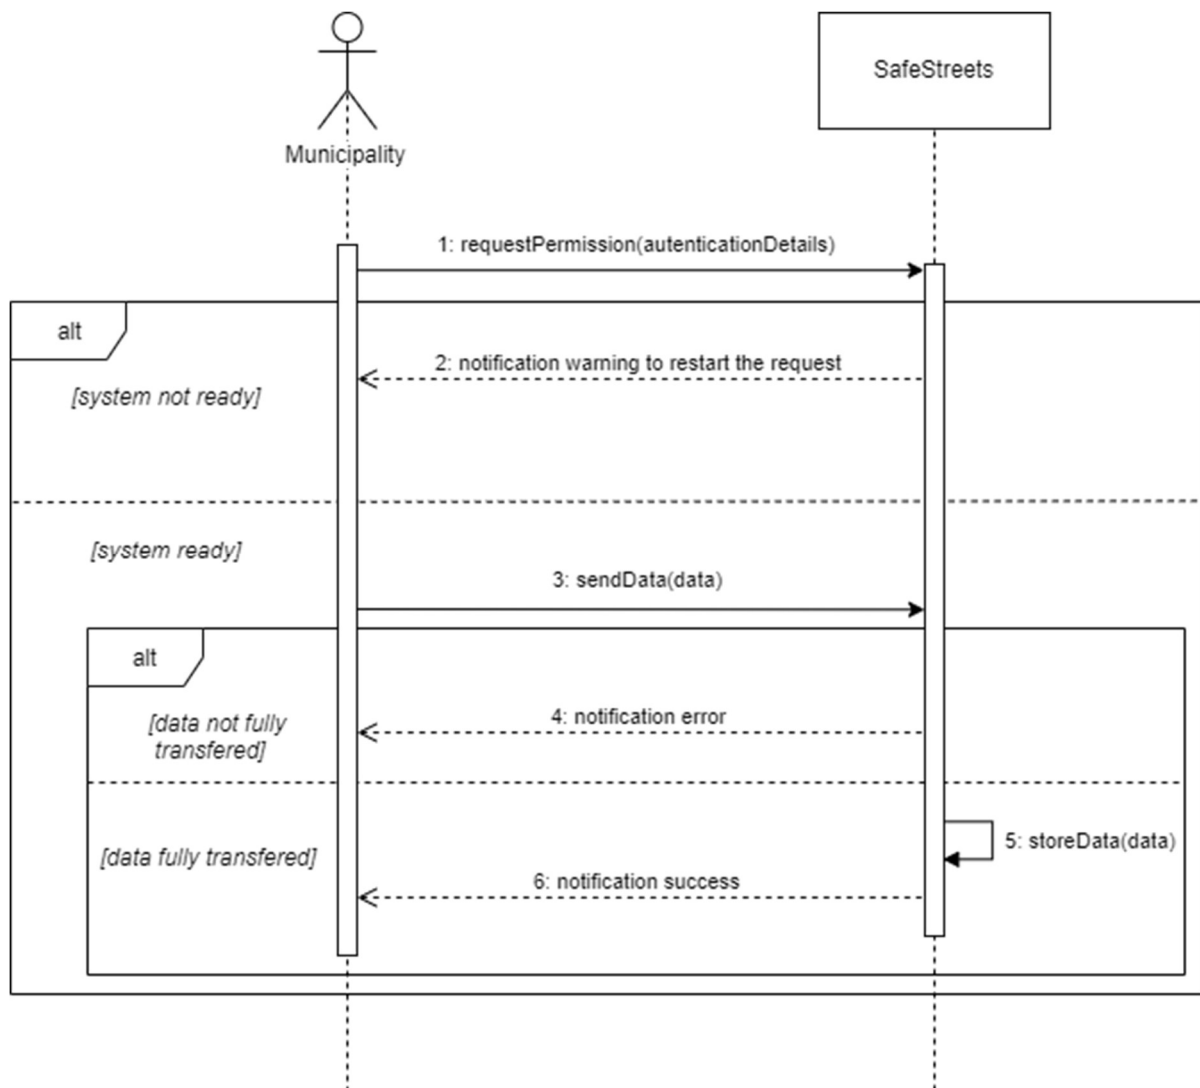 SafeStreets
Municipality
1: requestPermission(autenticationDetails)
alt
2: notification warning to restart the request
[system not ready]
[system ready]
3: sendData(data)
alt
4: notification error
[data not fully
transfered]
5: storeData(data)
[data fully transfered]
6: notification success